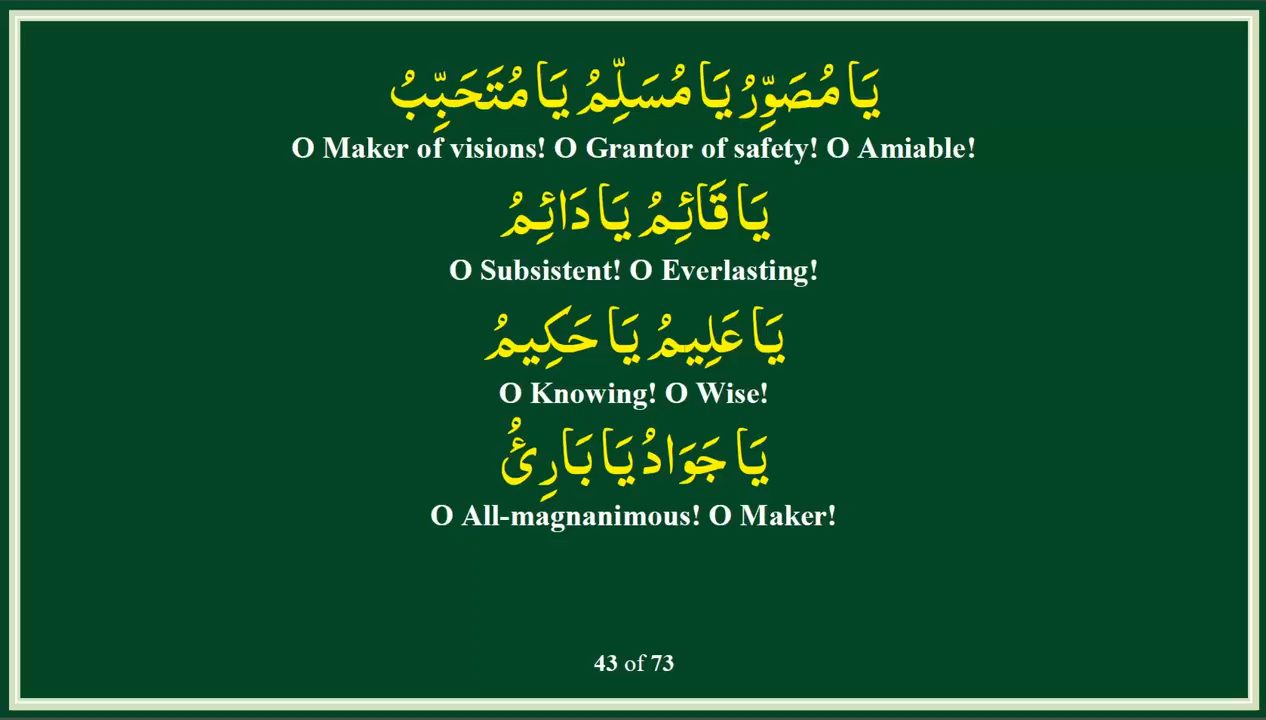 يَا مُصَوِّرُ يَا مُسَلِّمُ يَا مُتَحَبِّبُ
O Maker of visions! O Grantor of safety! O Amiable!
يَا قَائِمُ يَا دَائِمُ
O Subsistent! O Everlasting!
يَا عَلِيمُ يَا حَكِيمُ
O Knowing! O Wise!
يَا جَوَادُ يَا بَارِئُ
O All-magnanimous! O Maker!
43 of 73